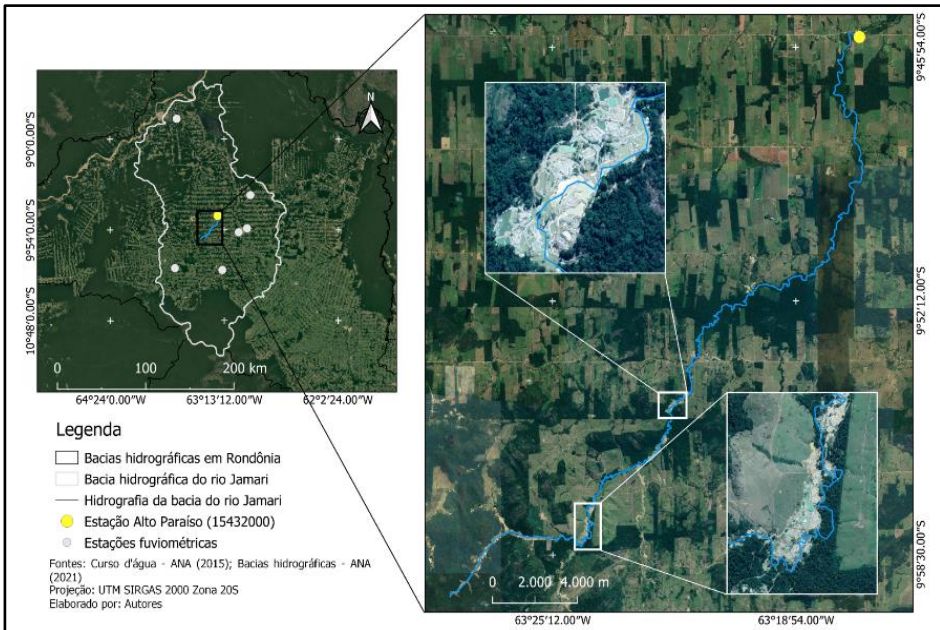 N
9°0'0.00"S
9°54'0.00"S
10°48'0.00"S
0 100 200 km
64°24'0.00"W 63°13'12.00"W 62°2'24.00"W
Legenda
Bacias hidrográficas em Rondônia
Bacia hidrográfica do rio Jamari
Hidrografia da bacia do rio Jamari
Estação Alto Paraíso (15432000)
Estações fuviométricas
Fontes: Curso d'água - ANA (2015); Bacias hidrográficas - ANA
(2021)
Projeção: UTM SIRGAS 2000 Zona 20S
Elaborado por: Autores
9°45'54.00"S
9°52'12.00"S
9°58'30.00"S
0 2.000 4.000 m
63°25'12.00"W 63°18'54.00"W